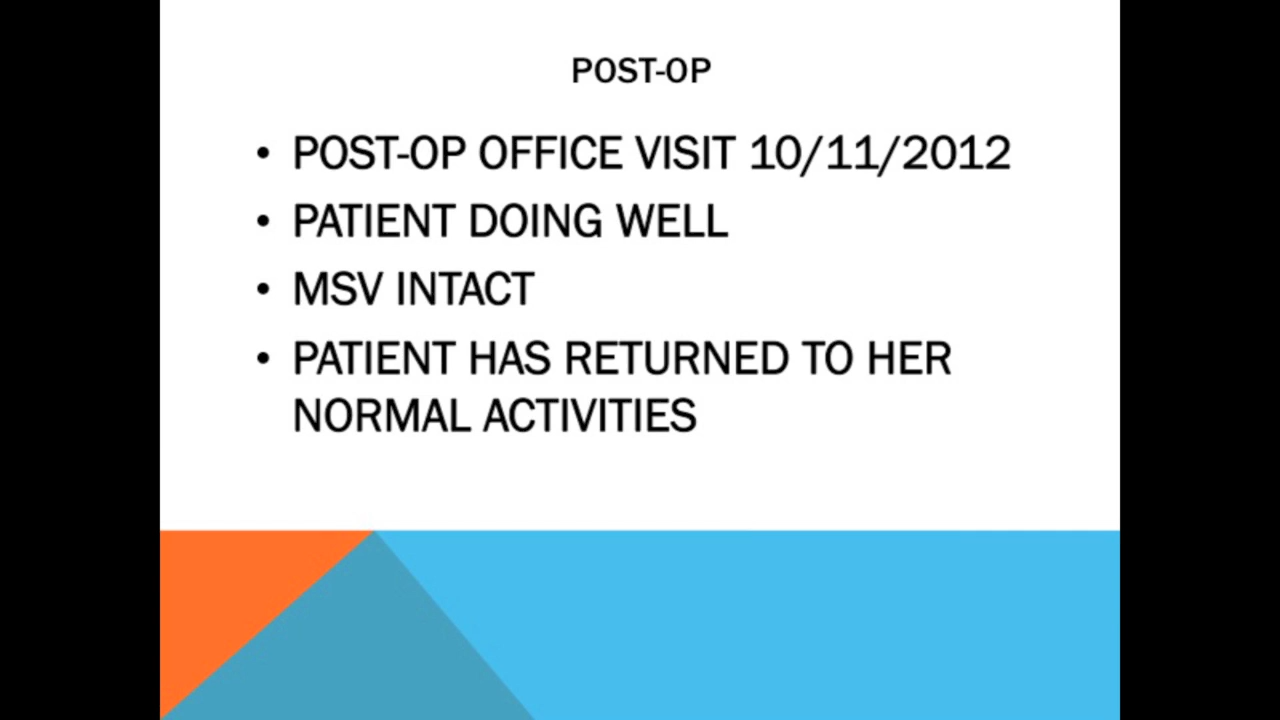 POST-OP
• POST-OP OFFICE VISIT 10/11/2012
• PATIENT DOING WELL
• MSV INTACT
• PATIENT HAS RETURNED TO HER
NORMAL ACTIVITIES